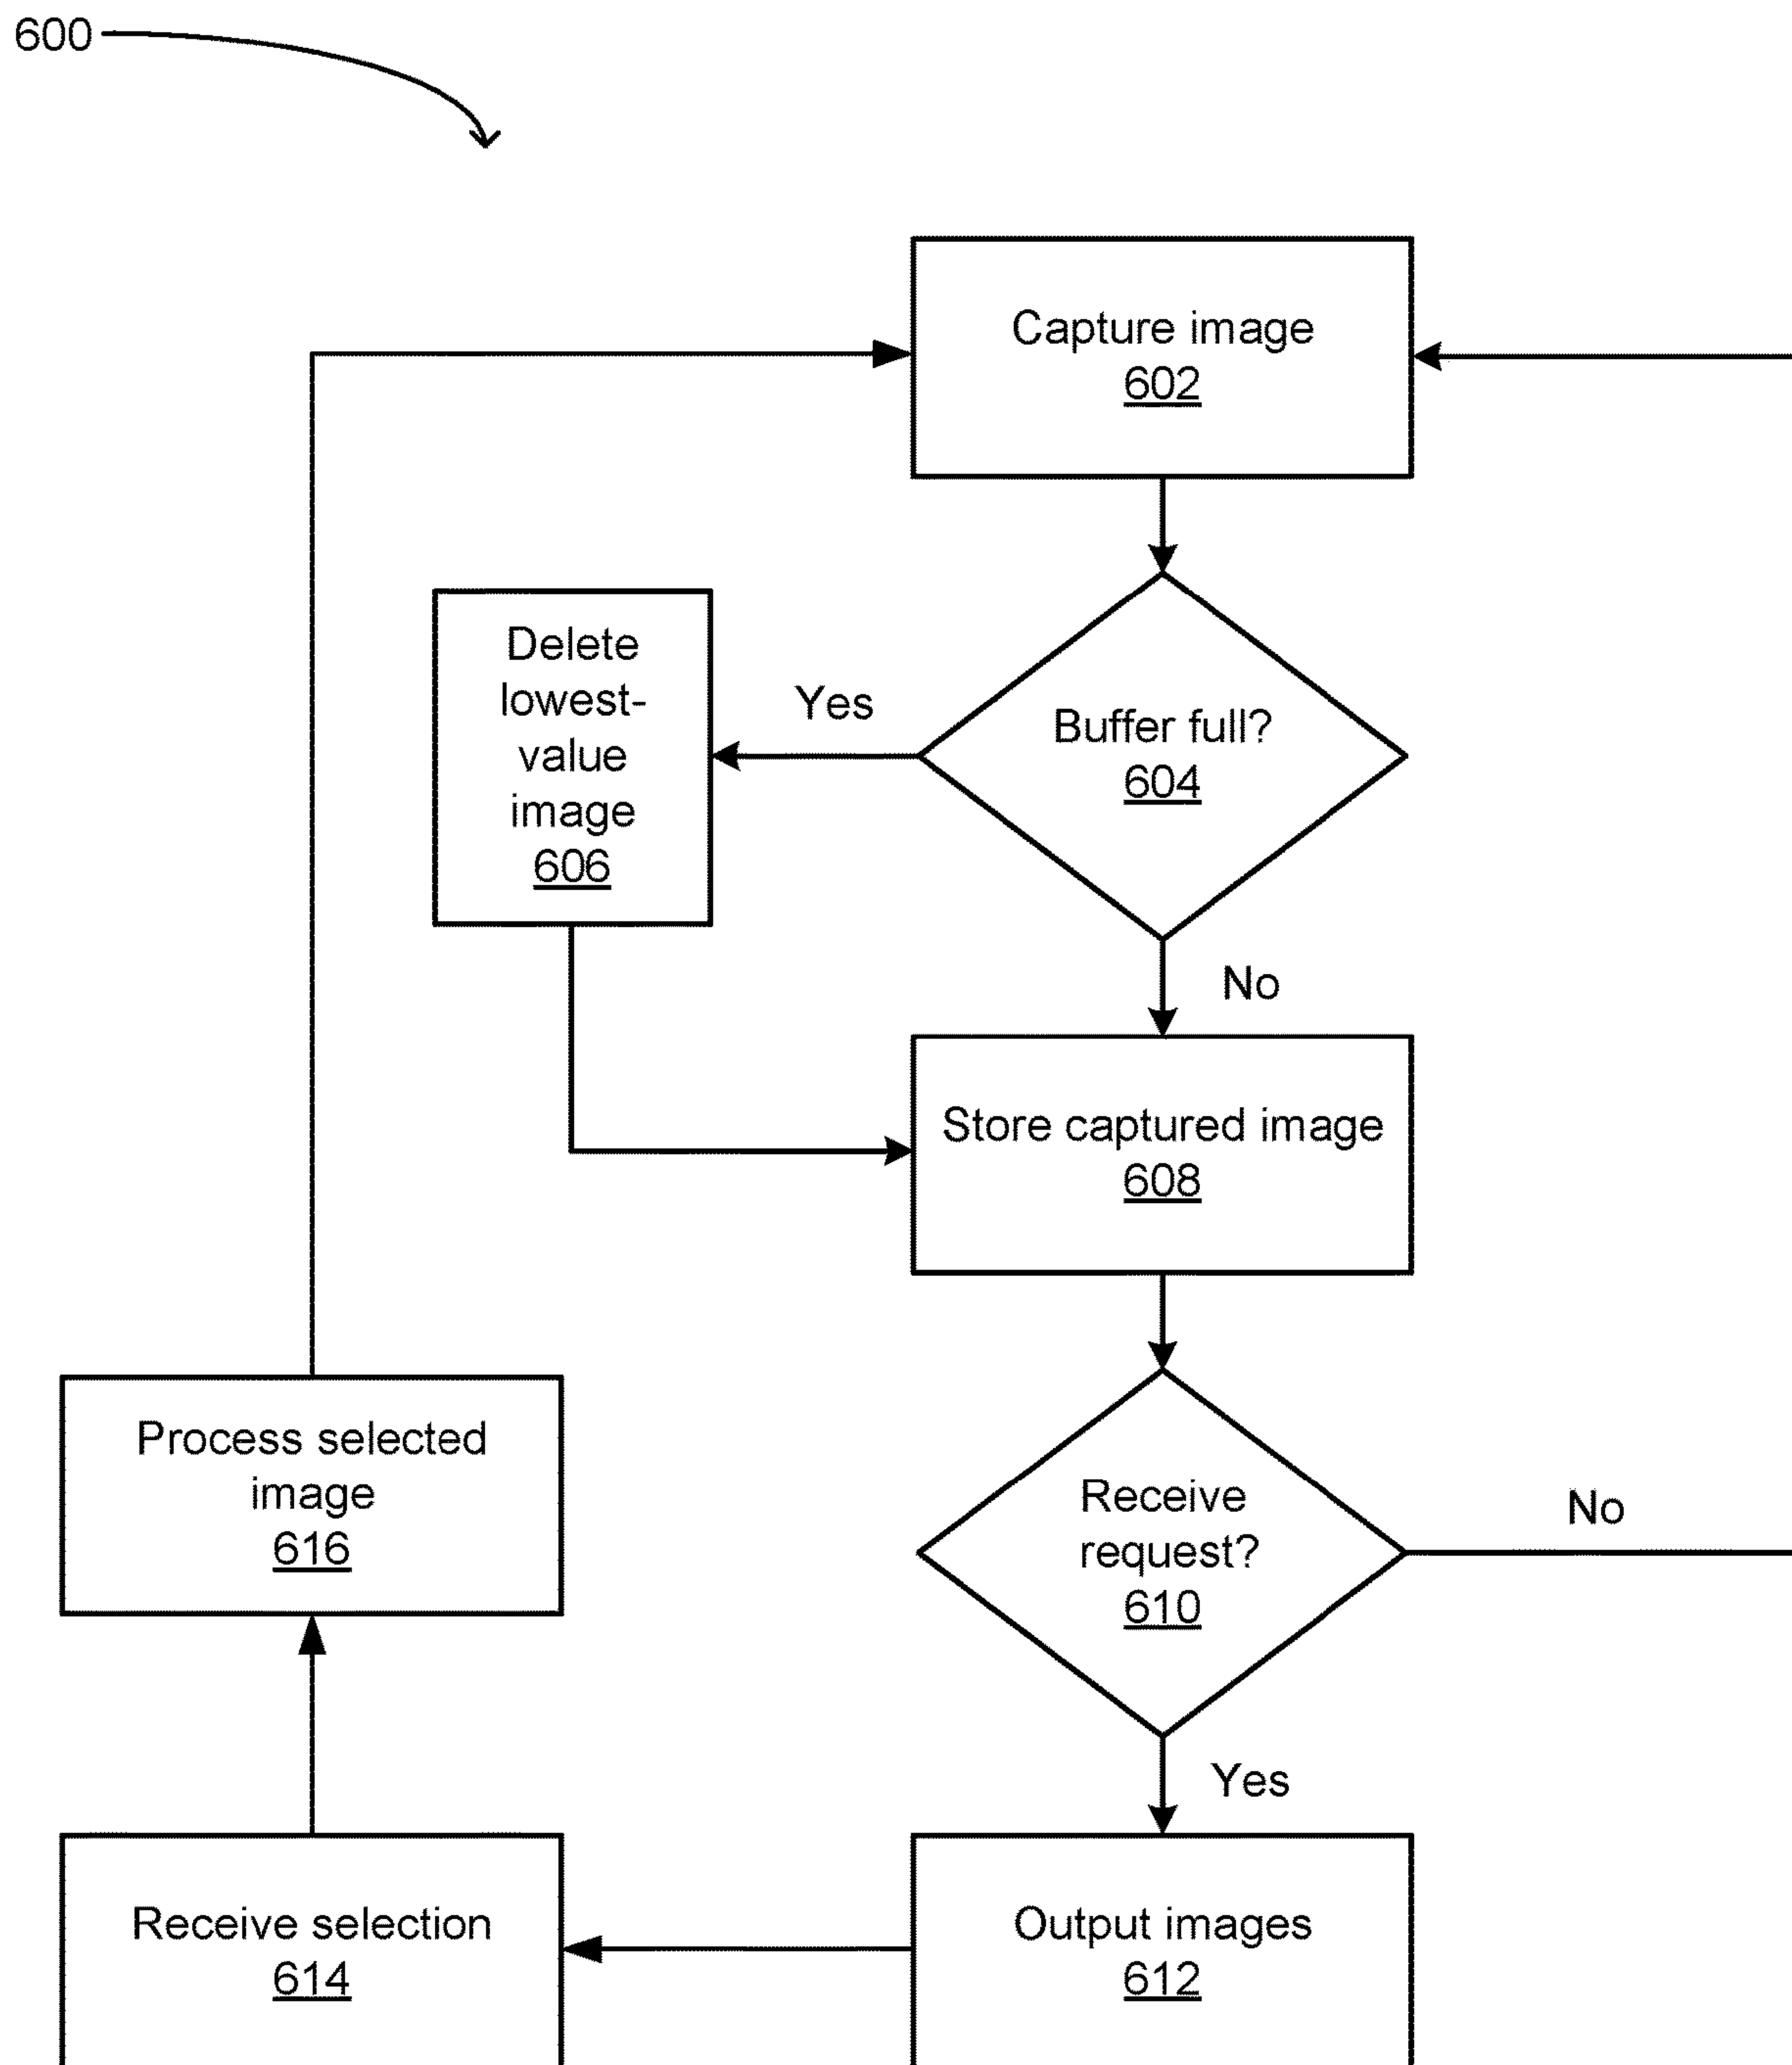 600
Capture image
602
Delete
lowest-
value
image
606
Yes
Buffer full?
604
No
Store captured image
608
Process selected
image
616
Receive
request?
610
No
Yes
Receive selection
614
Output images
612